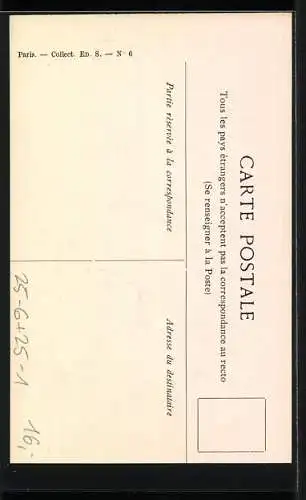 CARTE POSTALE
Tous les pays étrangers n'acceptent pas la correspondance au recto
(Se renseigner à la Poste)
Partie réservée à la correspondance
Adresse du destinataire
Paris. — Collect. ED. S. — N° 6
25-6+25-1
16,-